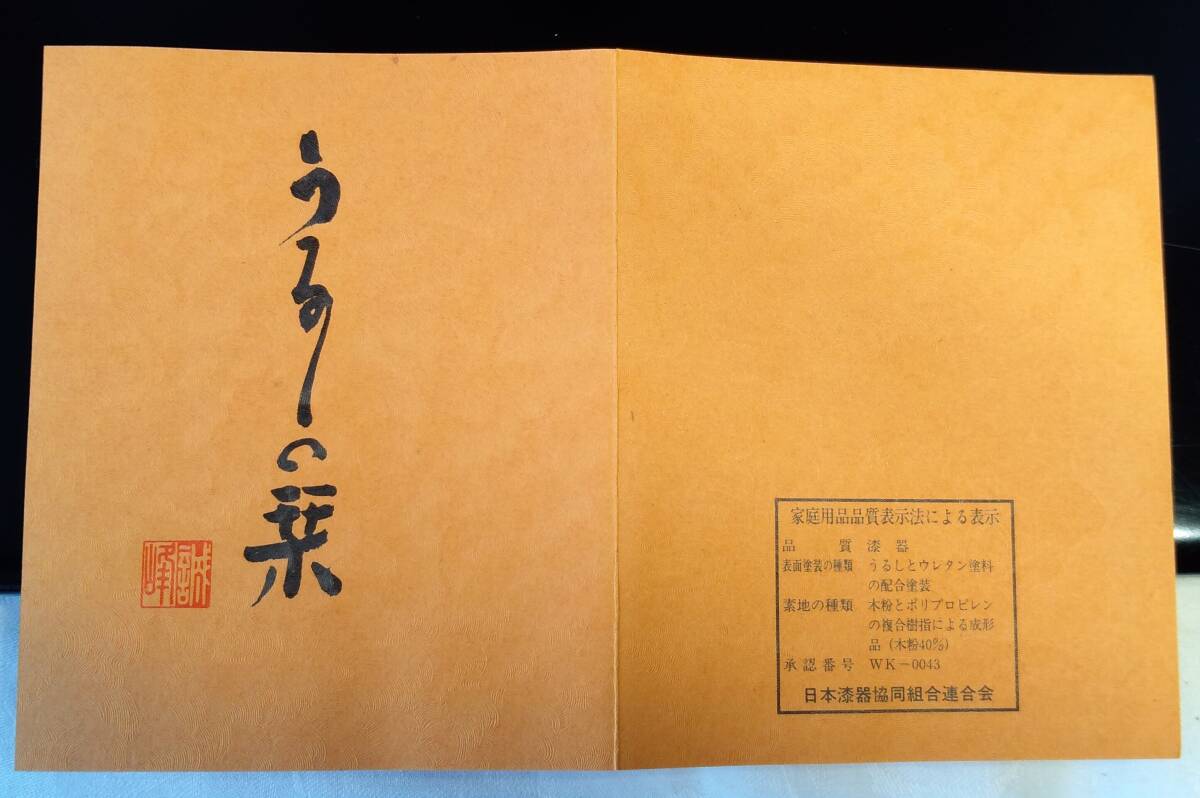 うるしの栞
誠峰
家庭用品品質表示法による表示
品質 漆器
表面塗装の種類 うるしとウレタン塗料
の配合塗装
素地の種類 木粉とポリプロピレン
の複合樹指による成形
品(木粉40%)
承認番号 WK-0043
日本漆器協同組合連合会